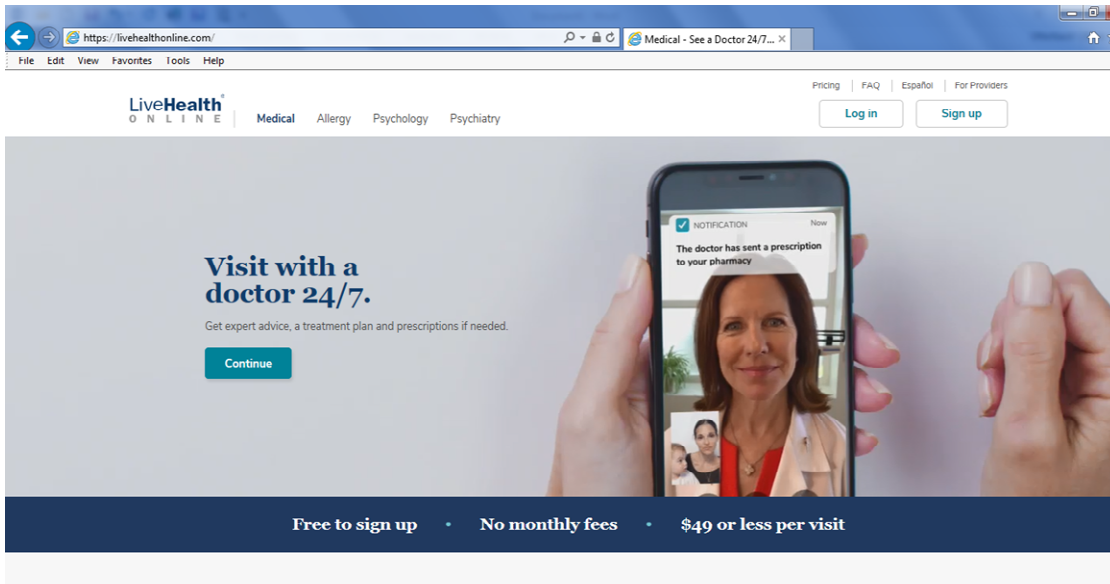 https://livehealthonline.com/
Medical - See a Doctor 24/7...
File Edit View Favorites Tools Help
Pricing FAQ Español For Providers
LiveHealth®
ONLINE
Medical Allergy Psychology Psychiatry
Log in Sign up
NOTIFICATION Now
The doctor has sent a prescription
to your pharmacy
Visit with a
doctor 24/7.
Get expert advice, a treatment plan and prescriptions if needed.
Continue
Free to sign up • No monthly fees • $49 or less per visit